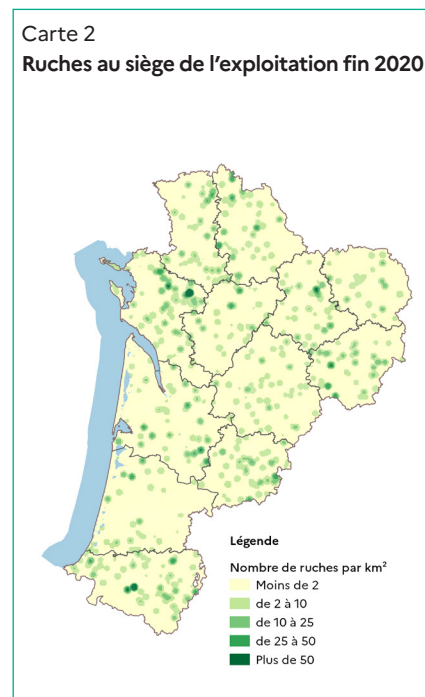 Carte 2
Ruches au siège de l’exploitation fin 2020
Légende
Nombre de ruches par km²
Moins de 2
de 2 à 10
de 10 à 25
de 25 à 50
Plus de 50